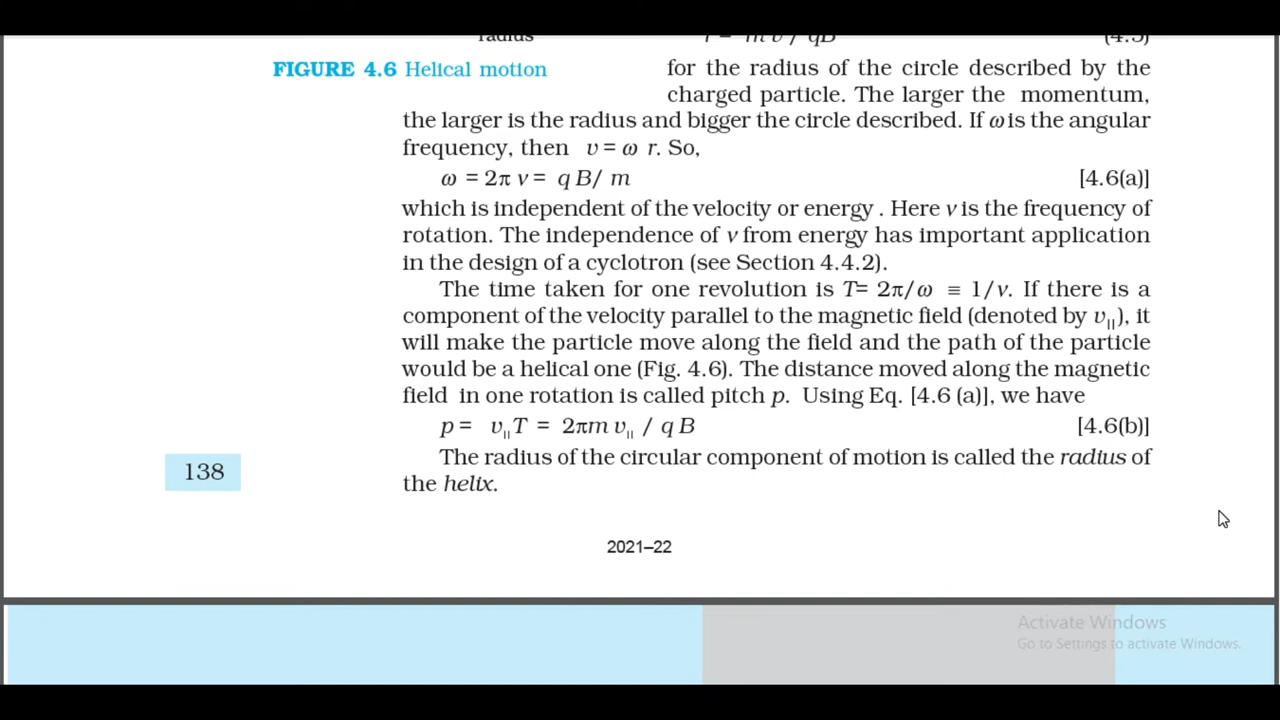 radius r = m v / qB (4.5)
FIGURE 4.6 Helical motion
for the radius of the circle described by the
charged particle. The larger the momentum,
the larger is the radius and bigger the circle described. If ω is the angular
frequency, then v = ω r. So,
ω = 2π ν = q B/ m [4.6(a)]
which is independent of the velocity or energy . Here ν is the frequency of
rotation. The independence of ν from energy has important application
in the design of a cyclotron (see Section 4.4.2).
The time taken for one revolution is T= 2π/ω ≡ 1/ν. If there is a
component of the velocity parallel to the magnetic field (denoted by v||), it
will make the particle move along the field and the path of the particle
would be a helical one (Fig. 4.6). The distance moved along the magnetic
field in one rotation is called pitch p. Using Eq. [4.6 (a)], we have
p = v||T = 2πm v|| / q B [4.6(b)]
The radius of the circular component of motion is called the radius of
the helix.
138
2021–22
Activate Windows
Go to Settings to activate Windows.